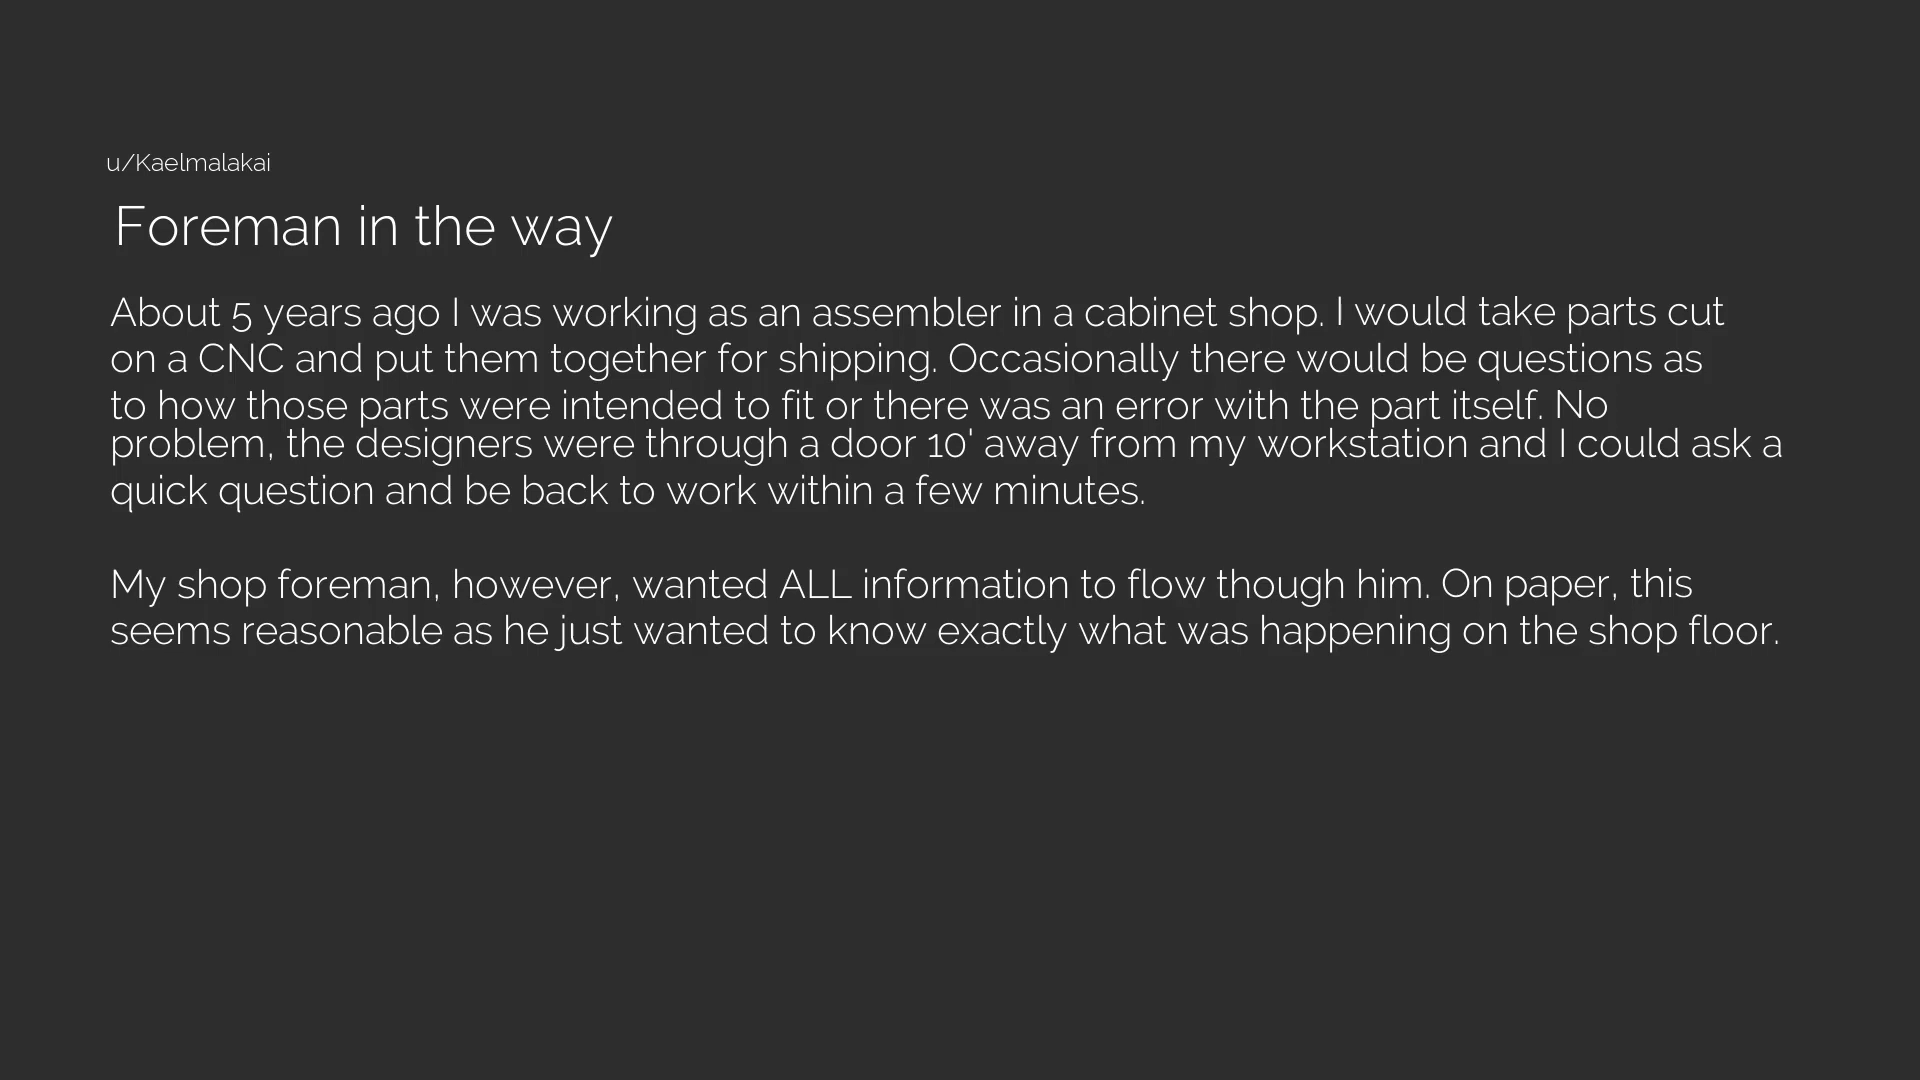 u/Kaelmalakai
Foreman in the way
About 5 years ago I was working as an assembler in a cabinet shop. I would take parts cut
on a CNC and put them together for shipping. Occasionally there would be questions as
to how those parts were intended to fit or there was an error with the part itself. No
problem, the designers were through a door 10' away from my workstation and I could ask a
quick question and be back to work within a few minutes.
My shop foreman, however, wanted ALL information to flow though him. On paper, this
seems reasonable as he just wanted to know exactly what was happening on the shop floor.